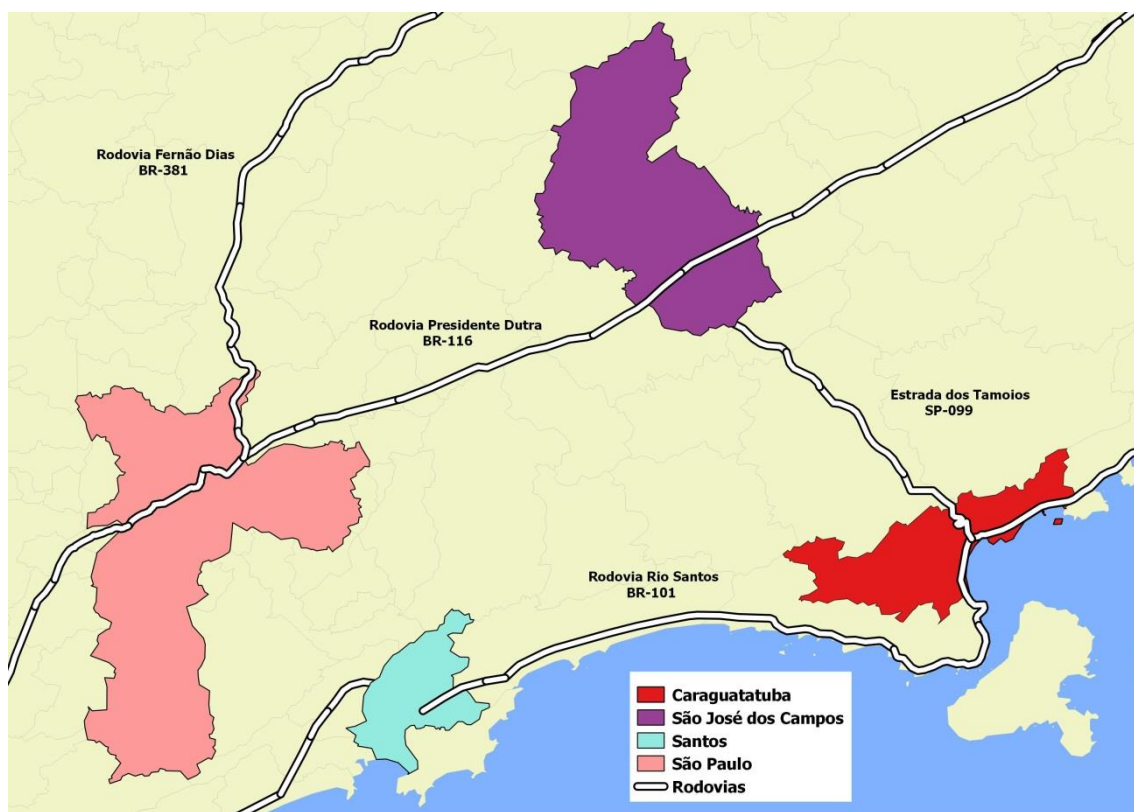 Rodovia Fernão Dias
BR-381
Rodovia Presidente Dutra
BR-116
Estrada dos Tamoios
SP-099
Rodovia Rio Santos
BR-101
Caraguatatuba
São José dos Campos
Santos
São Paulo
Rodovias